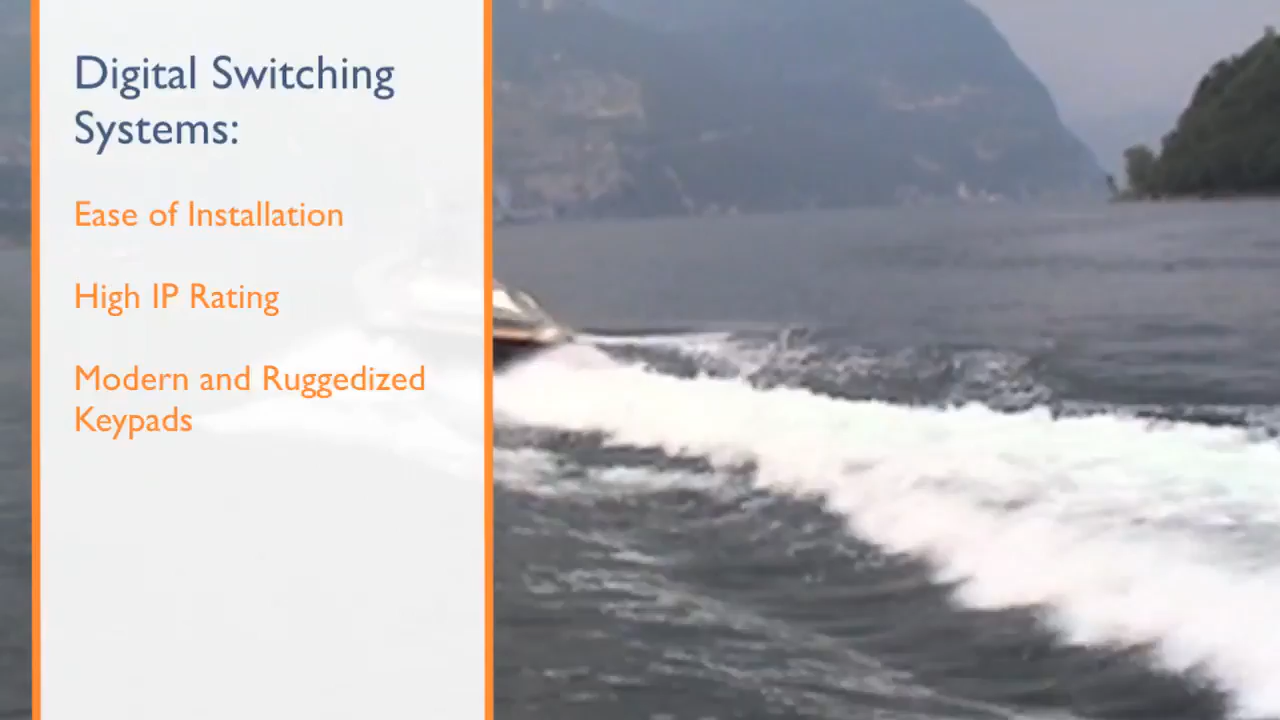 Digital Switching
Systems:
Ease of Installation
High IP Rating
Modern and Ruggedized
Keypads